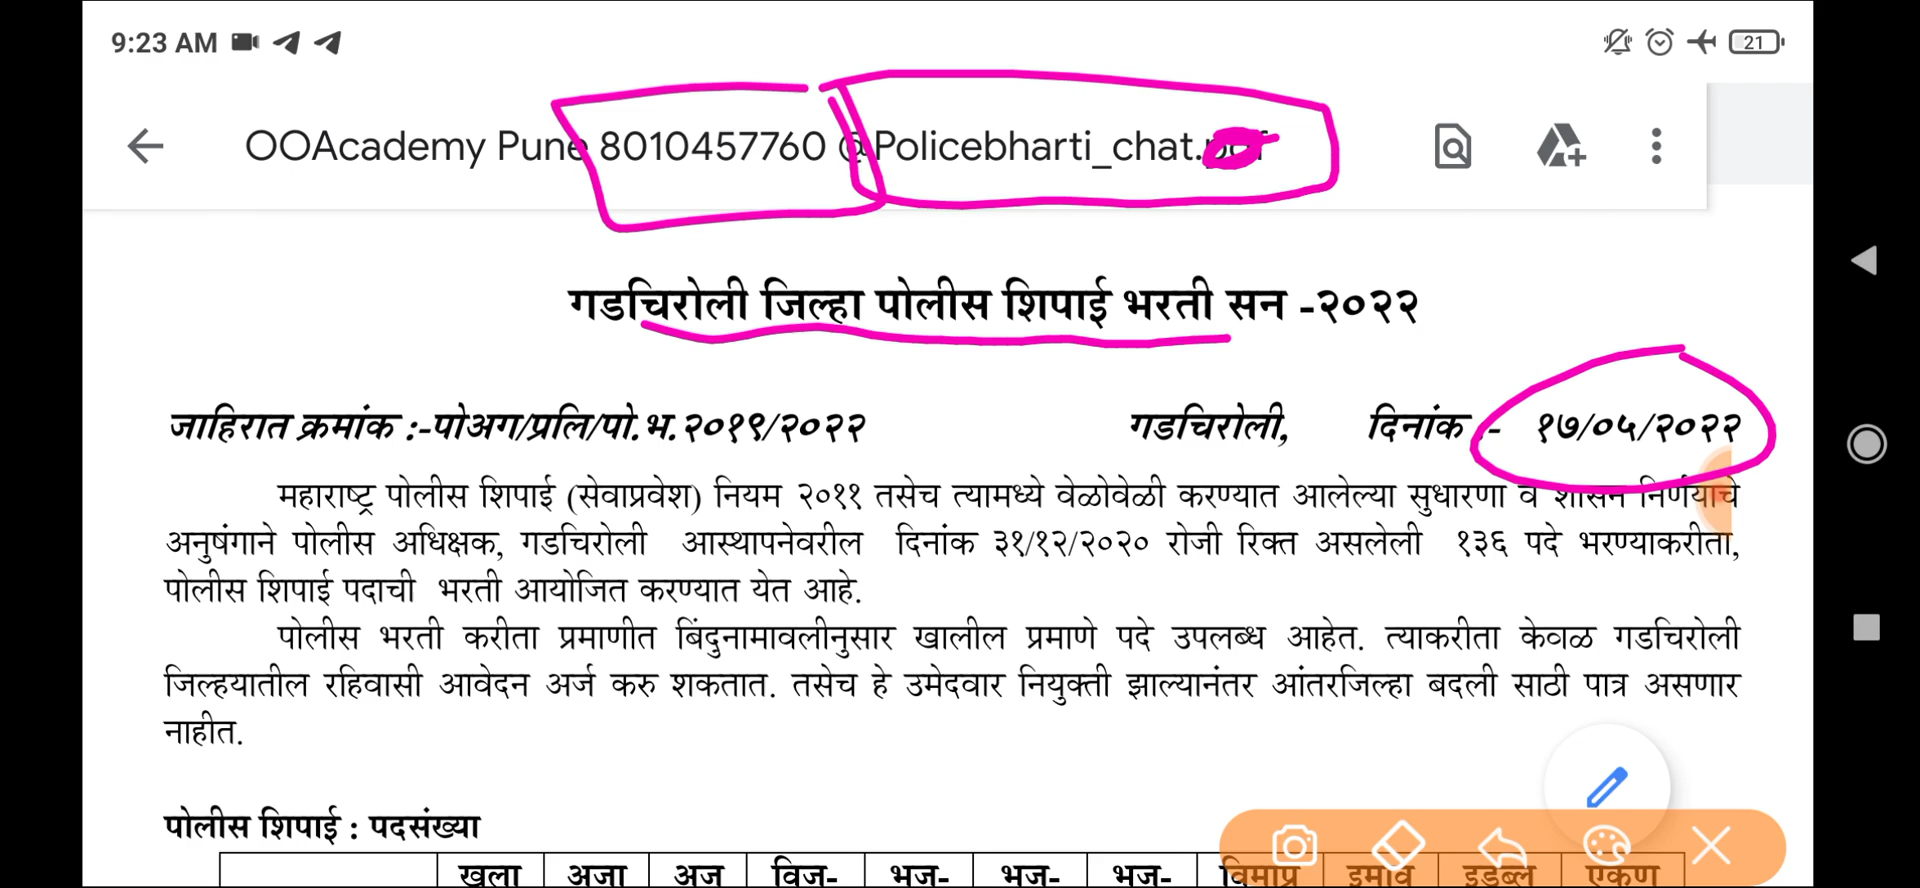 9:23 AM
21
OOAcademy Pune 8010457760 @Policebharti_chat.pdf
गडचिरोली जिल्हा पोलीस शिपाई भरती सन -२०२२
जाहिरात क्रमांक :-पोअग/प्रलि/पो.भ.२०१९/२०२२ गडचिरोली, दिनांक :- १७/०५/२०२२
महाराष्ट्र पोलीस शिपाई (सेवाप्रवेश) नियम २०११ तसेच त्यामध्ये वेळोवेळी करण्यात आलेल्या सुधारणा व शासन निर्णयाचे
अनुषंगाने पोलीस अधिक्षक, गडचिरोली आस्थापनेवरील दिनांक ३१/१२/२०२० रोजी रिक्त असलेली १३६ पदे भरण्याकरीता,
पोलीस शिपाई पदाची भरती आयोजित करण्यात येत आहे.
पोलीस भरती करीता प्रमाणीत बिंदुनामावलीनुसार खालील प्रमाणे पदे उपलब्ध आहेत. त्याकरीता केवळ गडचिरोली
जिल्हयातील रहिवासी आवेदन अर्ज करु शकतात. तसेच हे उमेदवार नियुक्ती झाल्यानंतर आंतरजिल्हा बदली साठी पात्र असणार
नाहीत.
पोलीस शिपाई : पदसंख्या
खुला अजा अज विज- भज- भज- भज- विमाप्र इमाव ईडब्ल्यु एकुण